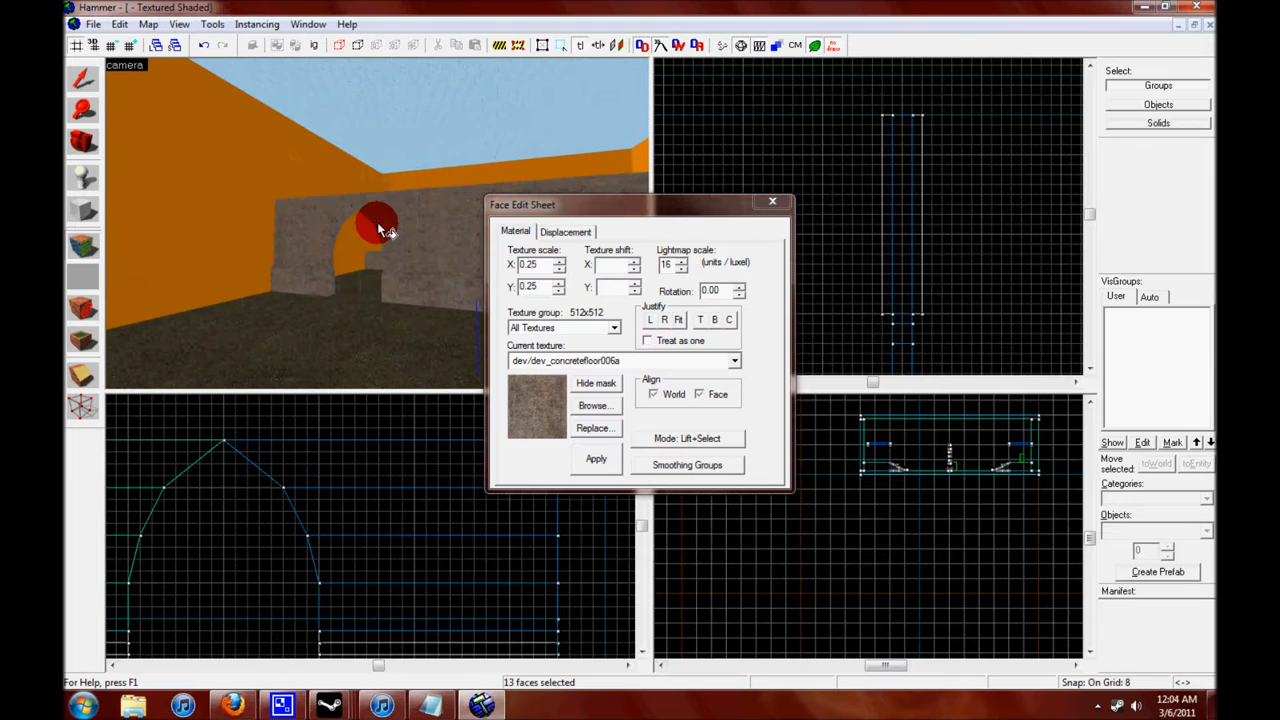 Hammer - [ - Textured Shaded]
File Edit Map View Tools Instancing Window Help
ig tl +tl+ CM
camera
Select:
Groups
Objects
Solids
VisGroups:
User Auto
Show Edit Mark
Move selected: toWorld toEntity
Categories:
Objects:
0
Create Prefab
Manifest:
Face Edit Sheet
Material Displacement
Texture scale: Texture shift: Lightmap scale:
X: 0.25 X: 16 (units / luxel)
Y: 0.25 Y: Rotation: 0.00
Texture group: 512x512 Justify
All Textures L R Fit T B C
Treat as one
Current texture:
dev/dev_concretefloor006a
Hide mask Align
World Face
Browse...
Replace... Mode: Lift+Select
Apply Smoothing Groups
For Help, press F1 13 faces selected Snap: On Grid: 8 <->
12:04 AM
3/6/2011